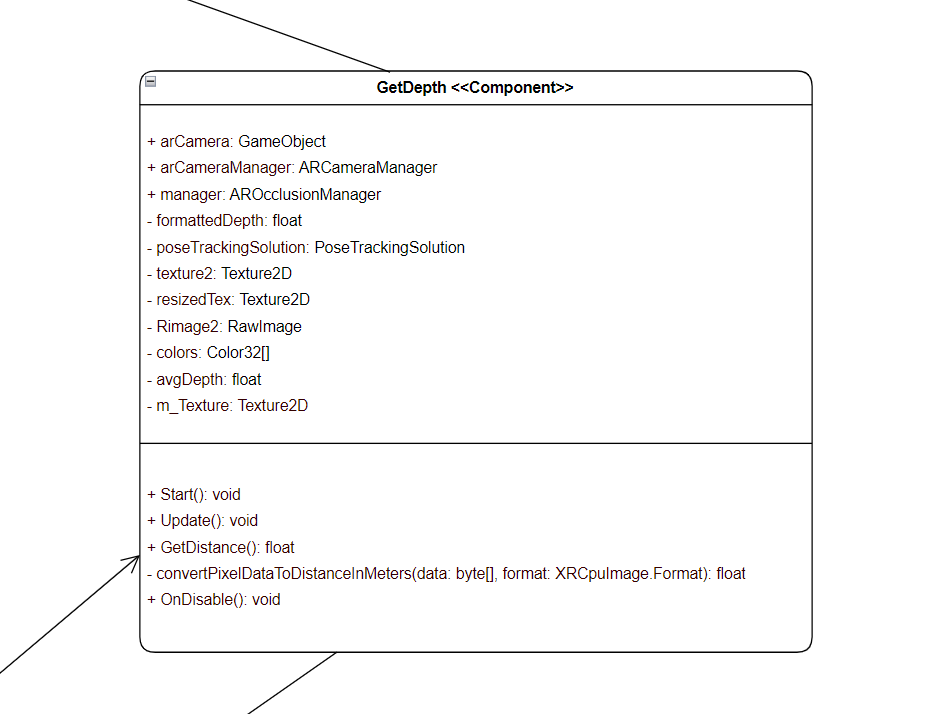 GetDepth <<Component>>
+ arCamera: GameObject
+ arCameraManager: ARCameraManager
+ manager: AROcclusionManager
- formattedDepth: float
- poseTrackingSolution: PoseTrackingSolution
- texture2: Texture2D
- resizedTex: Texture2D
- Rimage2: RawImage
- colors: Color32[]
- avgDepth: float
- m_Texture: Texture2D
+ Start(): void
+ Update(): void
+ GetDistance(): float
- convertPixelDataToDistanceInMeters(data: byte[], format: XRCpuImage.Format): float
+ OnDisable(): void